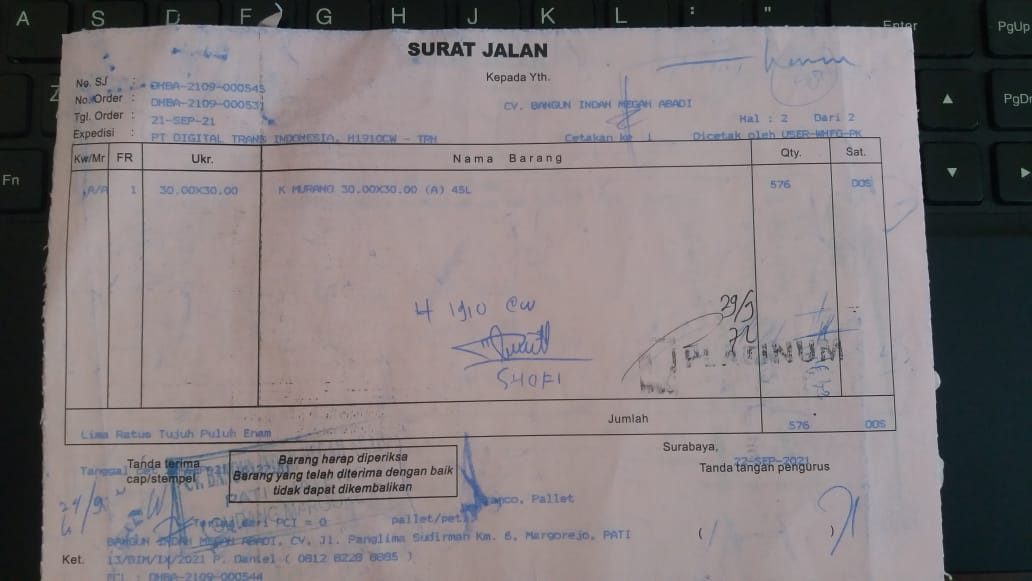 A S D F G H J K L : " Enter PgUp
Z
PgDn
Fn
SURAT JALAN
Kepada Yth.
No. SJ : DHBA-2109-000545
No. Order : DHBA-2109-000531
Tgl. Order : 21-SEP-21
Expedisi : PT DIGITAL TRANS INDONESIA, H1910CW - TRH
CV. BANGUN INDAH MEGAH ABADI
Hal : 2 Dari 2
Cetakan ke 1 Dicetak oleh USER-WMFG-PK
Kw/Mr FR Ukr. Nama Barang Qty. Sat.
A/A 1 30.00X30.00 K MURANO 30.00X30.00 (A) 45L 576 DOS
H 1910 CW
29/9
72
PLATINUM
SHOFI
Jumlah 576 DOS
Lima Ratus Tujuh Puluh Enam
Surabaya, 22-SEP-2021
Tanda terima
cap/stempel
Barang harap diperiksa
Barang yang telah diterima dengan baik
tidak dapat dikembalikan
Tanda tangan pengurus
Tanggal
PATI
GUDANG
24/9
Franco, Pallet
Terima dari PCI = 0 pallet/peti
( )
BANGUN INDAH MEGAH ABADI, CV. Jl. Panglima Sudirman Km. 6, Margorejo, PATI
Ket. 13/BIM/IX/2021 P. Daniel ( 0812 8228 8885 )
PCI : DHBA-2109-000544